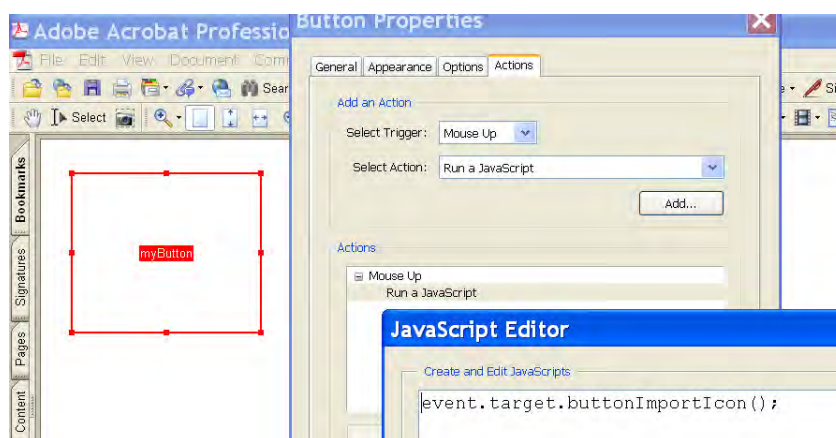 Adobe Acrobat Professio
File Edit View Document Comm
Sear
Select
Bookmarks
Signatures
Pages
Content
myButton
Button Properties
General Appearance Options Actions
Add an Action
Select Trigger: Mouse Up
Select Action: Run a JavaScript
Add...
Actions
Mouse Up
Run a JavaScript
JavaScript Editor
Create and Edit JavaScripts
event.target.buttonImportIcon();